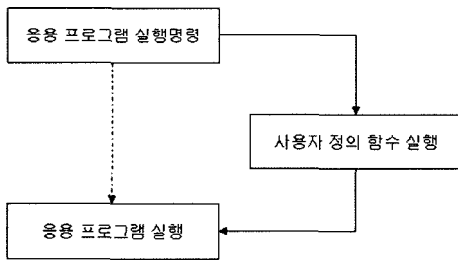 응용 프로그램 실행명령
사용자 정의 함수 실행
응용 프로그램 실행